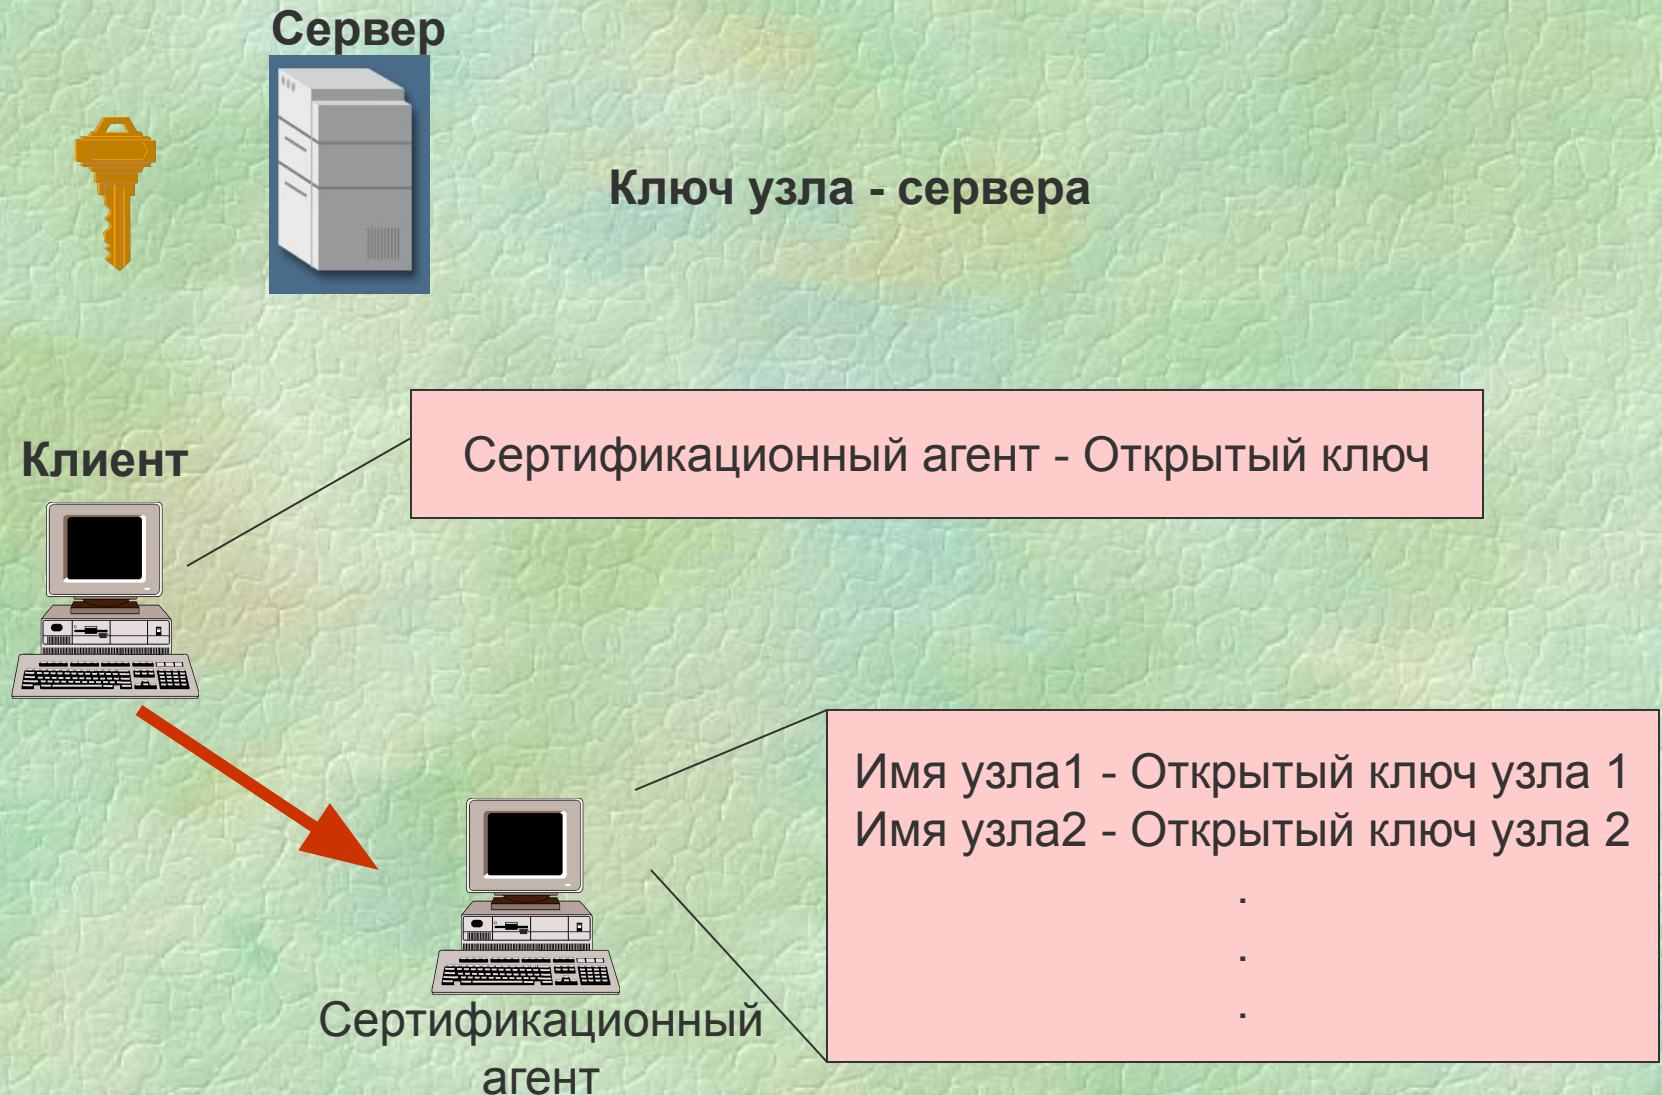 Сервер
Ключ узла - сервера
Сертификационный агент - Открытый ключ
Клиент
Имя узла1 - Открытый ключ узла 1
Имя узла2 - Открытый ключ узла 2
.
.
.
Сертификационный
агент